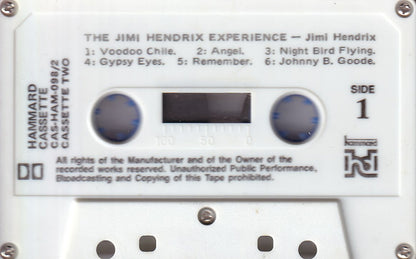 THE JIMI HENDRIX EXPERIENCE — Jimi Hendrix
1: Voodoo Chile. 2: Angel. 3: Night Bird Flying.
4: Gypsy Eyes. 5: Remember. 6: Johnny B. Goode.
HAMMARD
CASSETTE
CAS-HAM-098/2
CASSETTE TWO
SIDE
1
100 50 0
hammard
All rights of the Manufacturer and of the Owner of the
recorded works reserved. Unauthorized Public Performance,
Broadcasting and Copying of this Tape prohibited.